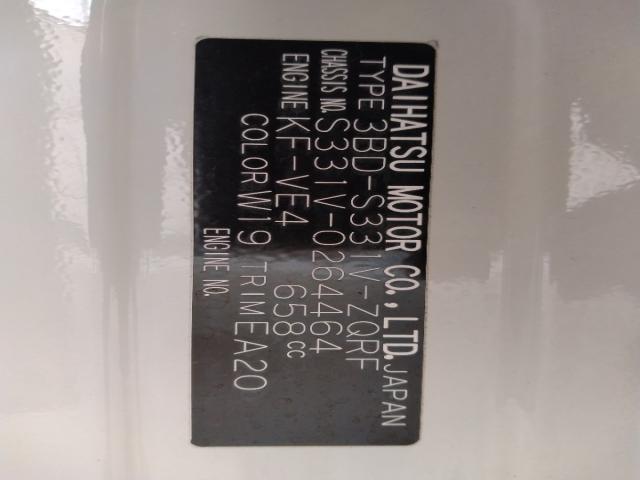 DAIHATSU MOTOR CO., LTD. JAPAN
TYPE 3BD-S331V-ZQRF
CHASSIS NO. S331V-0264464
ENGINE KF-VE4 658cc
COLOR W19 TRIM EA20
ENGINE NO.